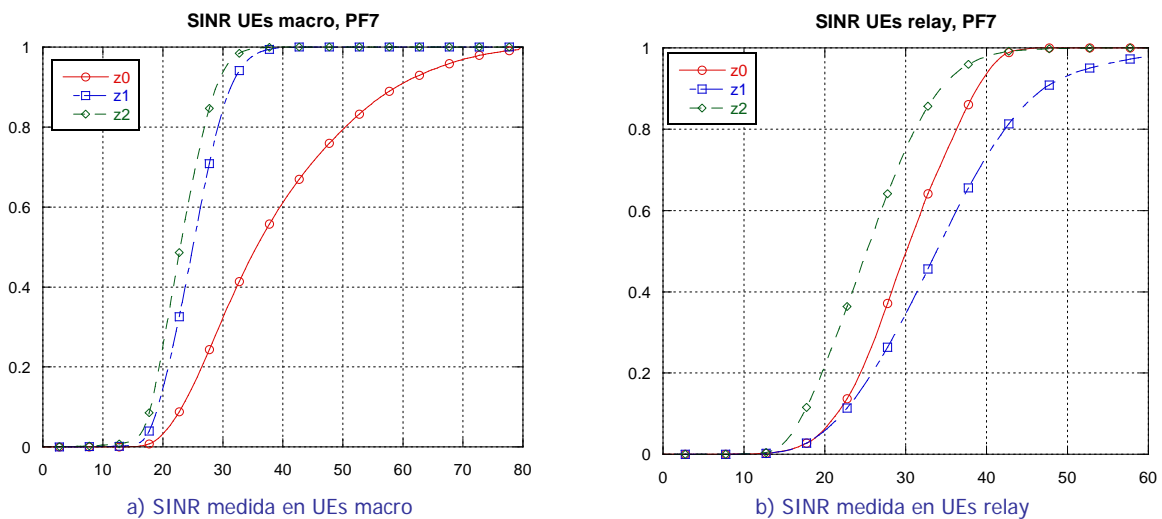 SINR UEs macro, PF7
1
0.8
0.6
0.4
0.2
0
z0
z1
z2
0 10 20 30 40 50 60 70 80
a) SINR medida en UEs macro
SINR UEs relay, PF7
1
0.8
0.6
0.4
0.2
0
z0
z1
z2
0 10 20 30 40 50 60
b) SINR medida en UEs relay